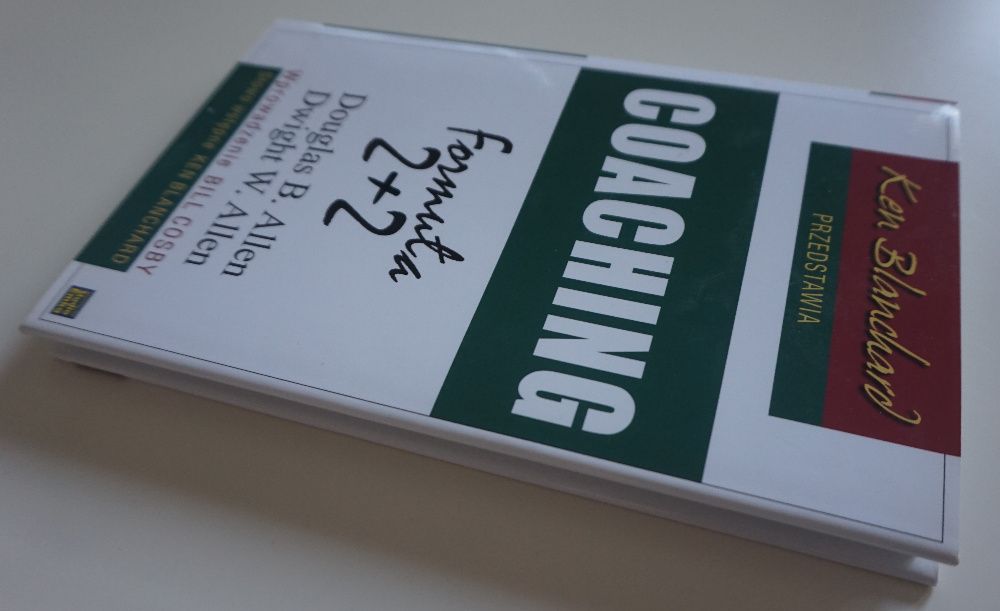 Ken Blanchard
PRZEDSTAWIA
COACHING
Formuła
2+2
Douglas B. Allen
Dwight W. Allen
Wprowadzenie BILL COSBY
Słowo wstępne KEN BLANCHARD